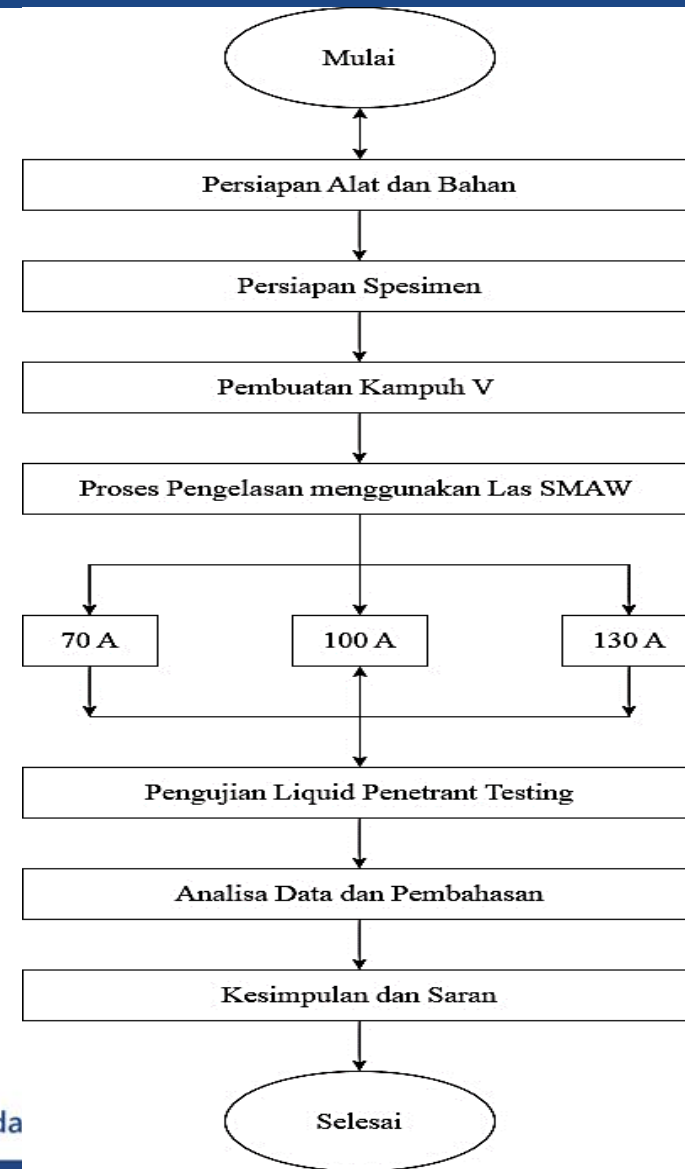 Mulai
Persiapan Alat dan Bahan
Persiapan Spesimen
Pembuatan Kampuh V
Proses Pengelasan menggunakan Las SMAW
70 A
100 A
130 A
Pengujian Liquid Penetrant Testing
Analisa Data dan Pembahasan
Kesimpulan dan Saran
Selesai